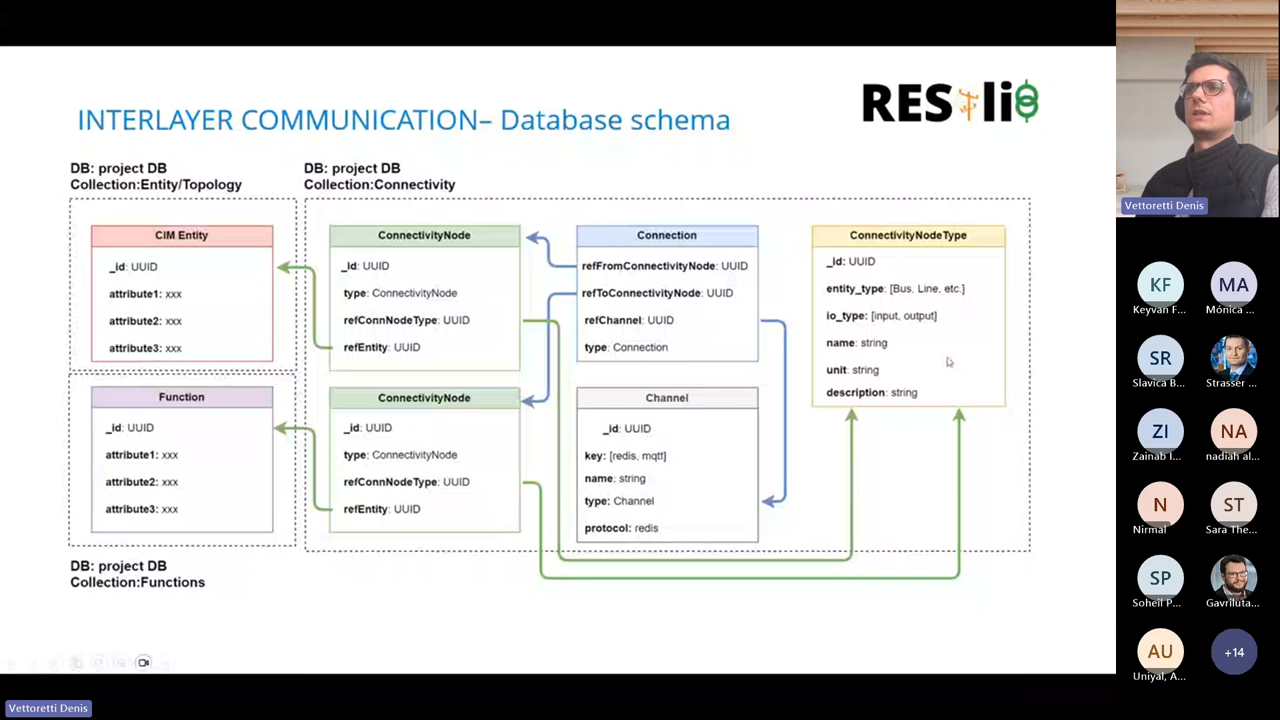 INTERLAYER COMMUNICATION– Database schema
RES li
DB: project DB
Collection:Entity/Topology
DB: project DB
Collection:Connectivity
CIM Entity
_id: UUID
attribute1: xxx
attribute2: xxx
attribute3: xxx
Function
_id: UUID
attribute1: xxx
attribute2: xxx
attribute3: xxx
DB: project DB
Collection:Functions
ConnectivityNode
_id: UUID
type: ConnectivityNode
refConnNodeType: UUID
refEntity: UUID
ConnectivityNode
_id: UUID
type: ConnectivityNode
refConnNodeType: UUID
refEntity: UUID
Connection
refFromConnectivityNode: UUID
refToConnectivityNode: UUID
refChannel: UUID
type: Connection
Channel
_id: UUID
key: [redis, mqtt]
name: string
type: Channel
protocol: redis
ConnectivityNodeType
_id: UUID
entity_type: [Bus, Line, etc.]
io_type: [input, output]
name: string
unit: string
description: string
Vettoretti Denis
KF
Keyvan F...
MA
Mónica ...
SR
Slavica B...
Strasser ...
ZI
Zainab I...
NA
nadiah al...
N
Nirmal
ST
Sara The...
SP
Soheil P...
Gavriluta...
AU
Uniyal, A...
+14
Vettoretti Denis